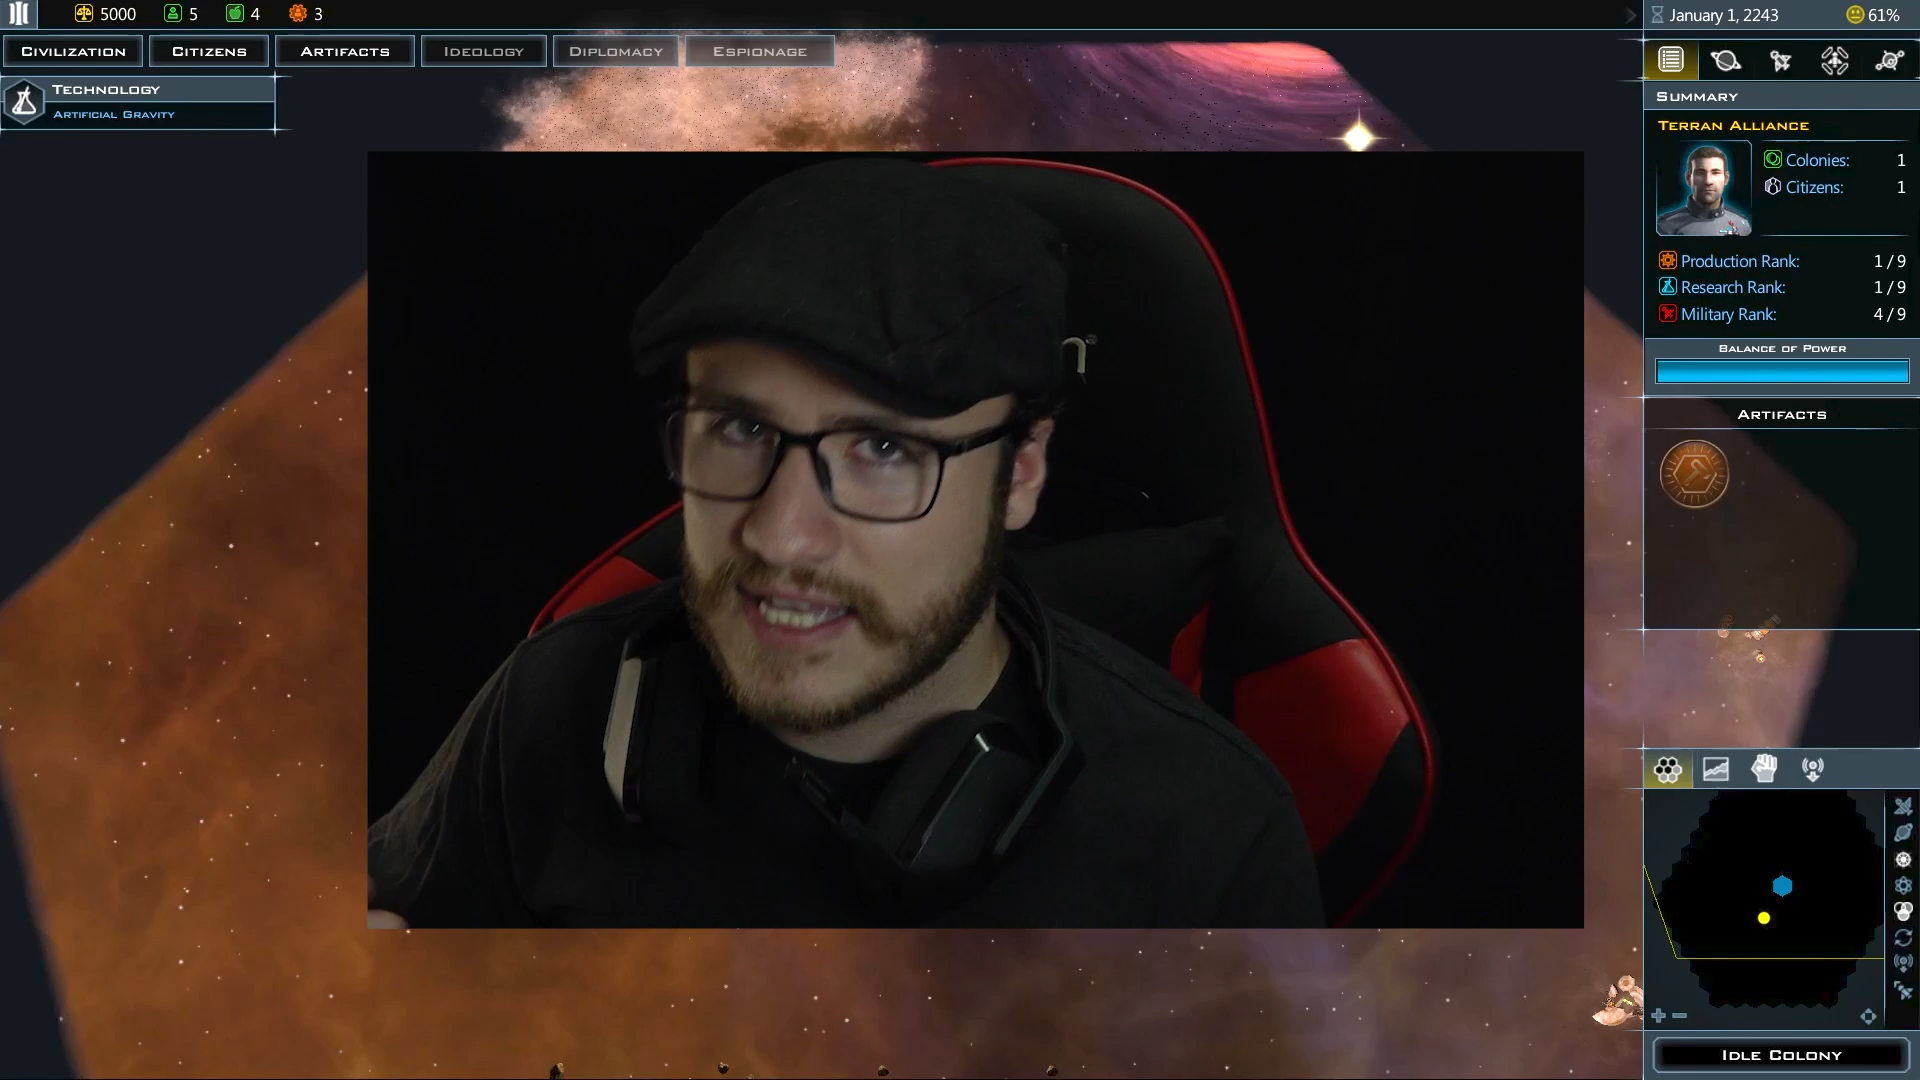 5000 5 4 3
January 1, 2243 61%
Civilization Citizens Artifacts Ideology Diplomacy Espionage
Technology
Artificial Gravity
Summary
Terran Alliance
Colonies: 1
Citizens: 1
Production Rank: 1 / 9
Research Rank: 1 / 9
Military Rank: 4 / 9
Balance of Power
Artifacts
Idle Colony